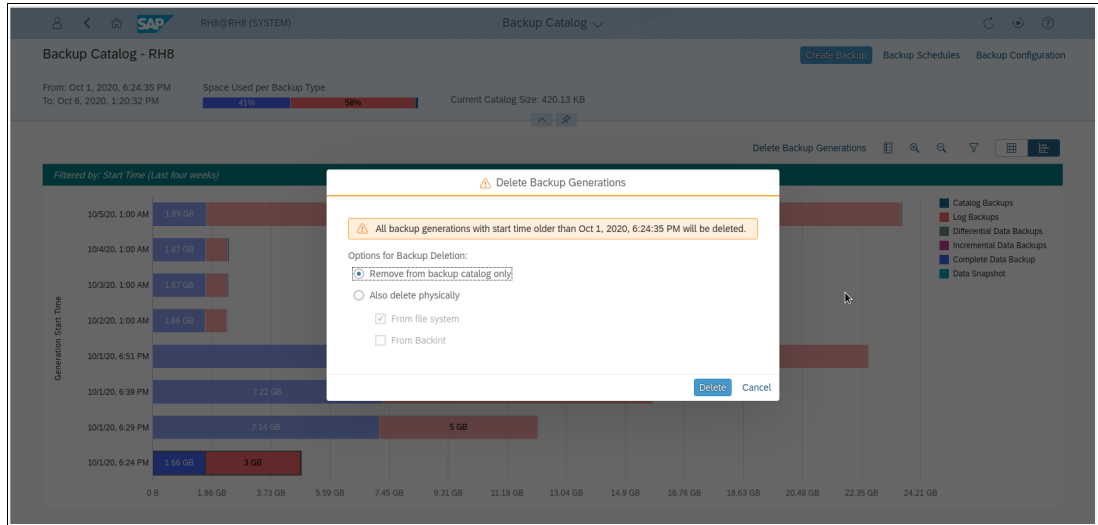 SAP RH8@RH8 (SYSTEM) Backup Catalog
Backup Catalog - RH8 Create Backup Backup Schedules Backup Configuration
From: Oct 1, 2020, 6:24:35 PM Space Used per Backup Type
To: Oct 6, 2020, 1:20:32 PM 41% 58% Current Catalog Size: 420.13 KB
Delete Backup Generations
Filtered by: Start Time (Last four weeks)
Delete Backup Generations
All backup generations with start time older than Oct 1, 2020, 6:24:35 PM will be deleted.
Options for Backup Deletion:
Remove from backup catalog only
Also delete physically
From file system
From Backint
Delete Cancel
Generation Start Time
10/5/20, 1:00 AM 1.69 GB
10/4/20, 1:00 AM 1.67 GB
10/3/20, 1:00 AM 1.67 GB
10/2/20, 1:00 AM 1.66 GB
10/1/20, 6:51 PM
10/1/20, 6:39 PM 7.22 GB
10/1/20, 6:29 PM 7.14 GB 5 GB
10/1/20, 6:24 PM 1.66 GB 3 GB
0 B 1.86 GB 3.73 GB 5.59 GB 7.45 GB 9.31 GB 11.18 GB 13.04 GB 14.9 GB 16.76 GB 18.63 GB 20.49 GB 22.35 GB 24.21 GB
Catalog Backups
Log Backups
Differential Data Backups
Incremental Data Backups
Complete Data Backup
Data Snapshot